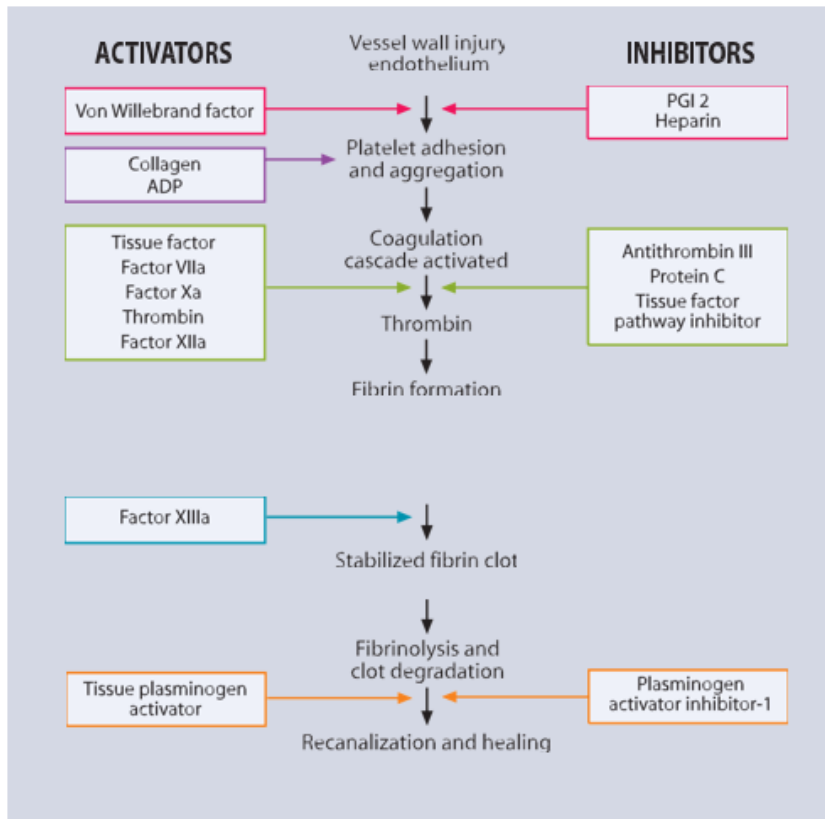 ACTIVATORS
Vessel wall injury
endothelium
INHIBITORS
Von Willebrand factor
PGI 2
Heparin
Collagen
ADP
Platelet adhesion
and aggregation
Tissue factor
Factor VIIa
Factor Xa
Thrombin
Factor XIIa
Coagulation
cascade activated
Antithrombin III
Protein C
Tissue factor
pathway inhibitor
Thrombin
Fibrin formation
Factor XIIIa
Stabilized fibrin clot
Fibrinolysis and
clot degradation
Tissue plasminogen
activator
Plasminogen
activator inhibitor-1
Recanalization and healing